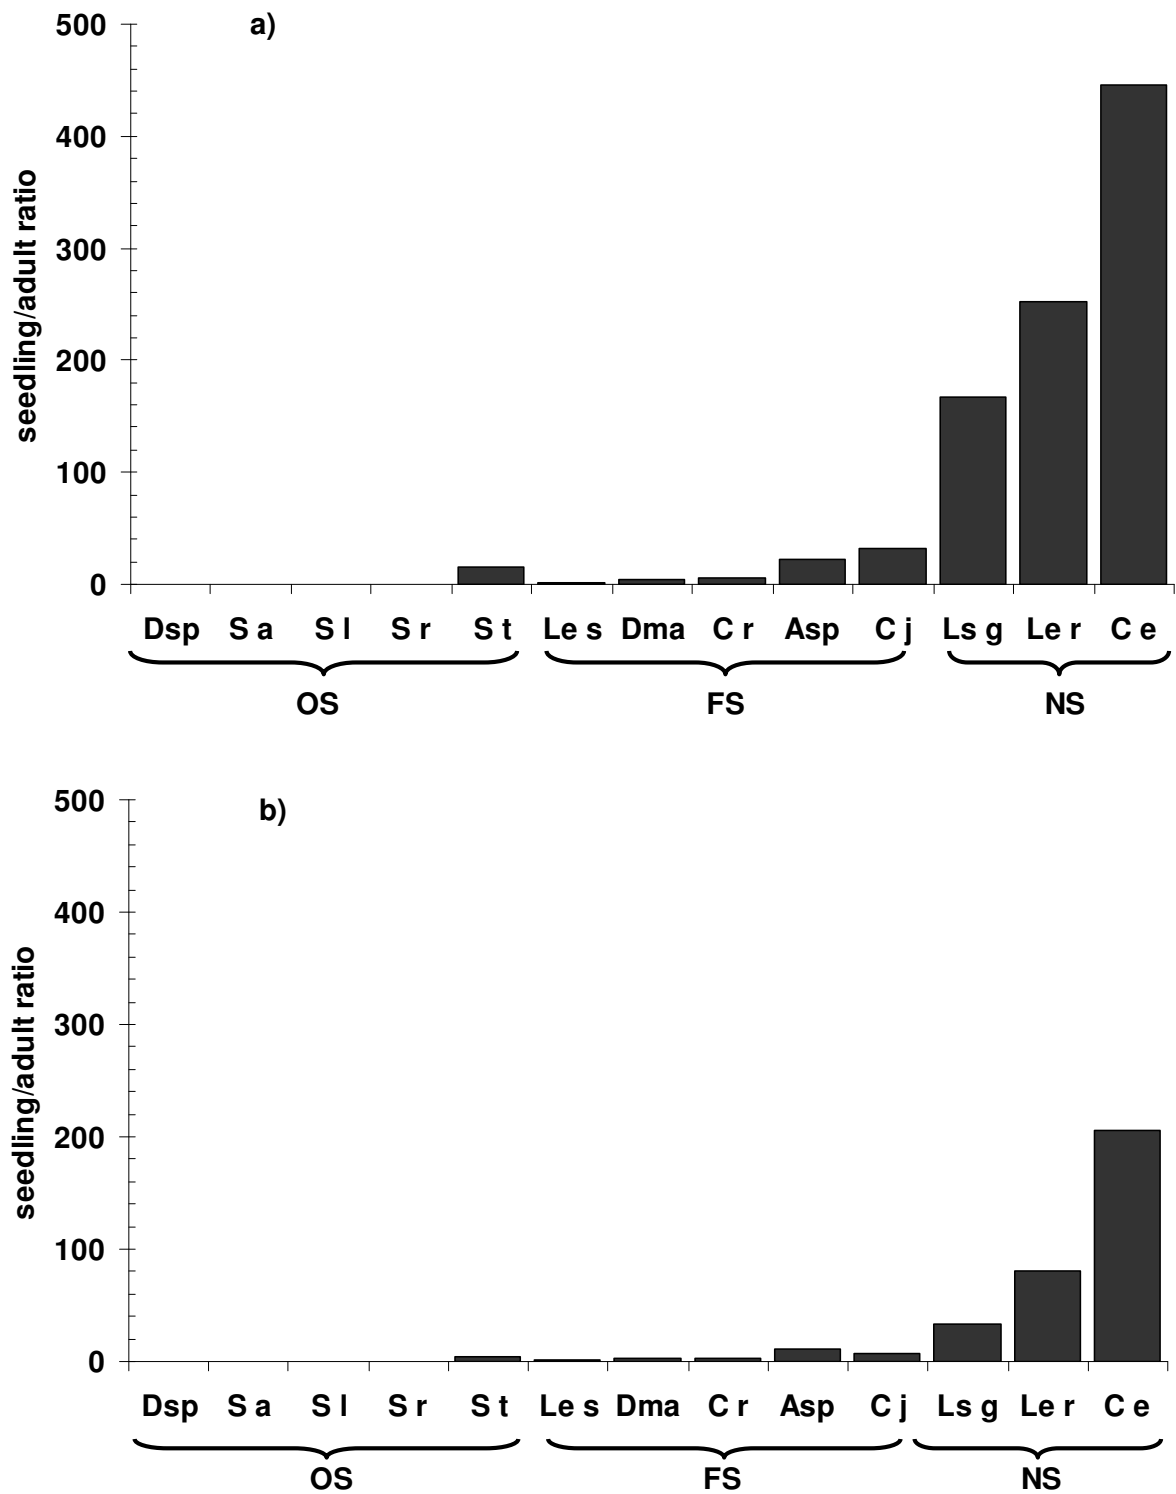 a)
500
400
300
200
100
0
seedling/adult ratio
Dsp S a S l S r St Le s Dma C r Asp C j Ls g Le r C e
OS FS NS
b)
500
400
300
200
100
0
seedling/adult ratio
Dsp S a S l S r S t Le s Dma C r Asp C j Ls g Le r C e
OS FS NS